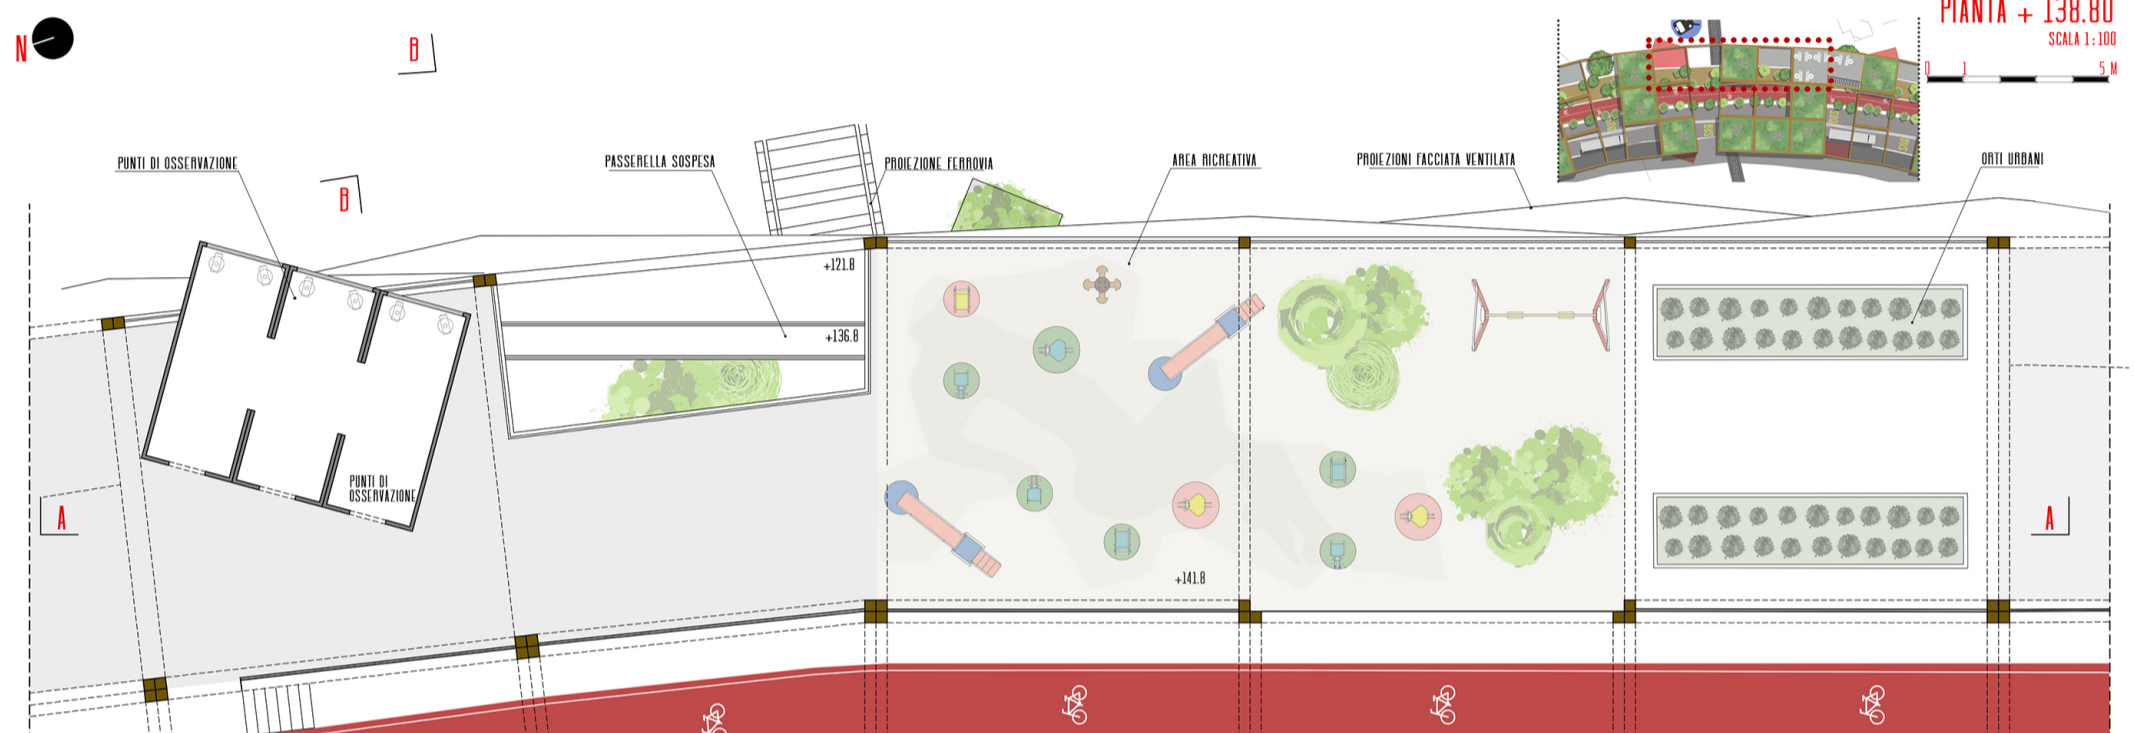 N
B
PIANTA + 138.80
SCALA 1:100
0 1 5 M
PUNTI DI OSSERVAZIONE
B
PASSERELLA SOSPESA
PROIEZIONE FERROVIA
AREA RICREATIVA
PROIEZIONI FACCIATA VENTILATA
ORTI URBANI
+121.8
+136.8
PUNTI DI
OSSERVAZIONE
A
A
+141.8